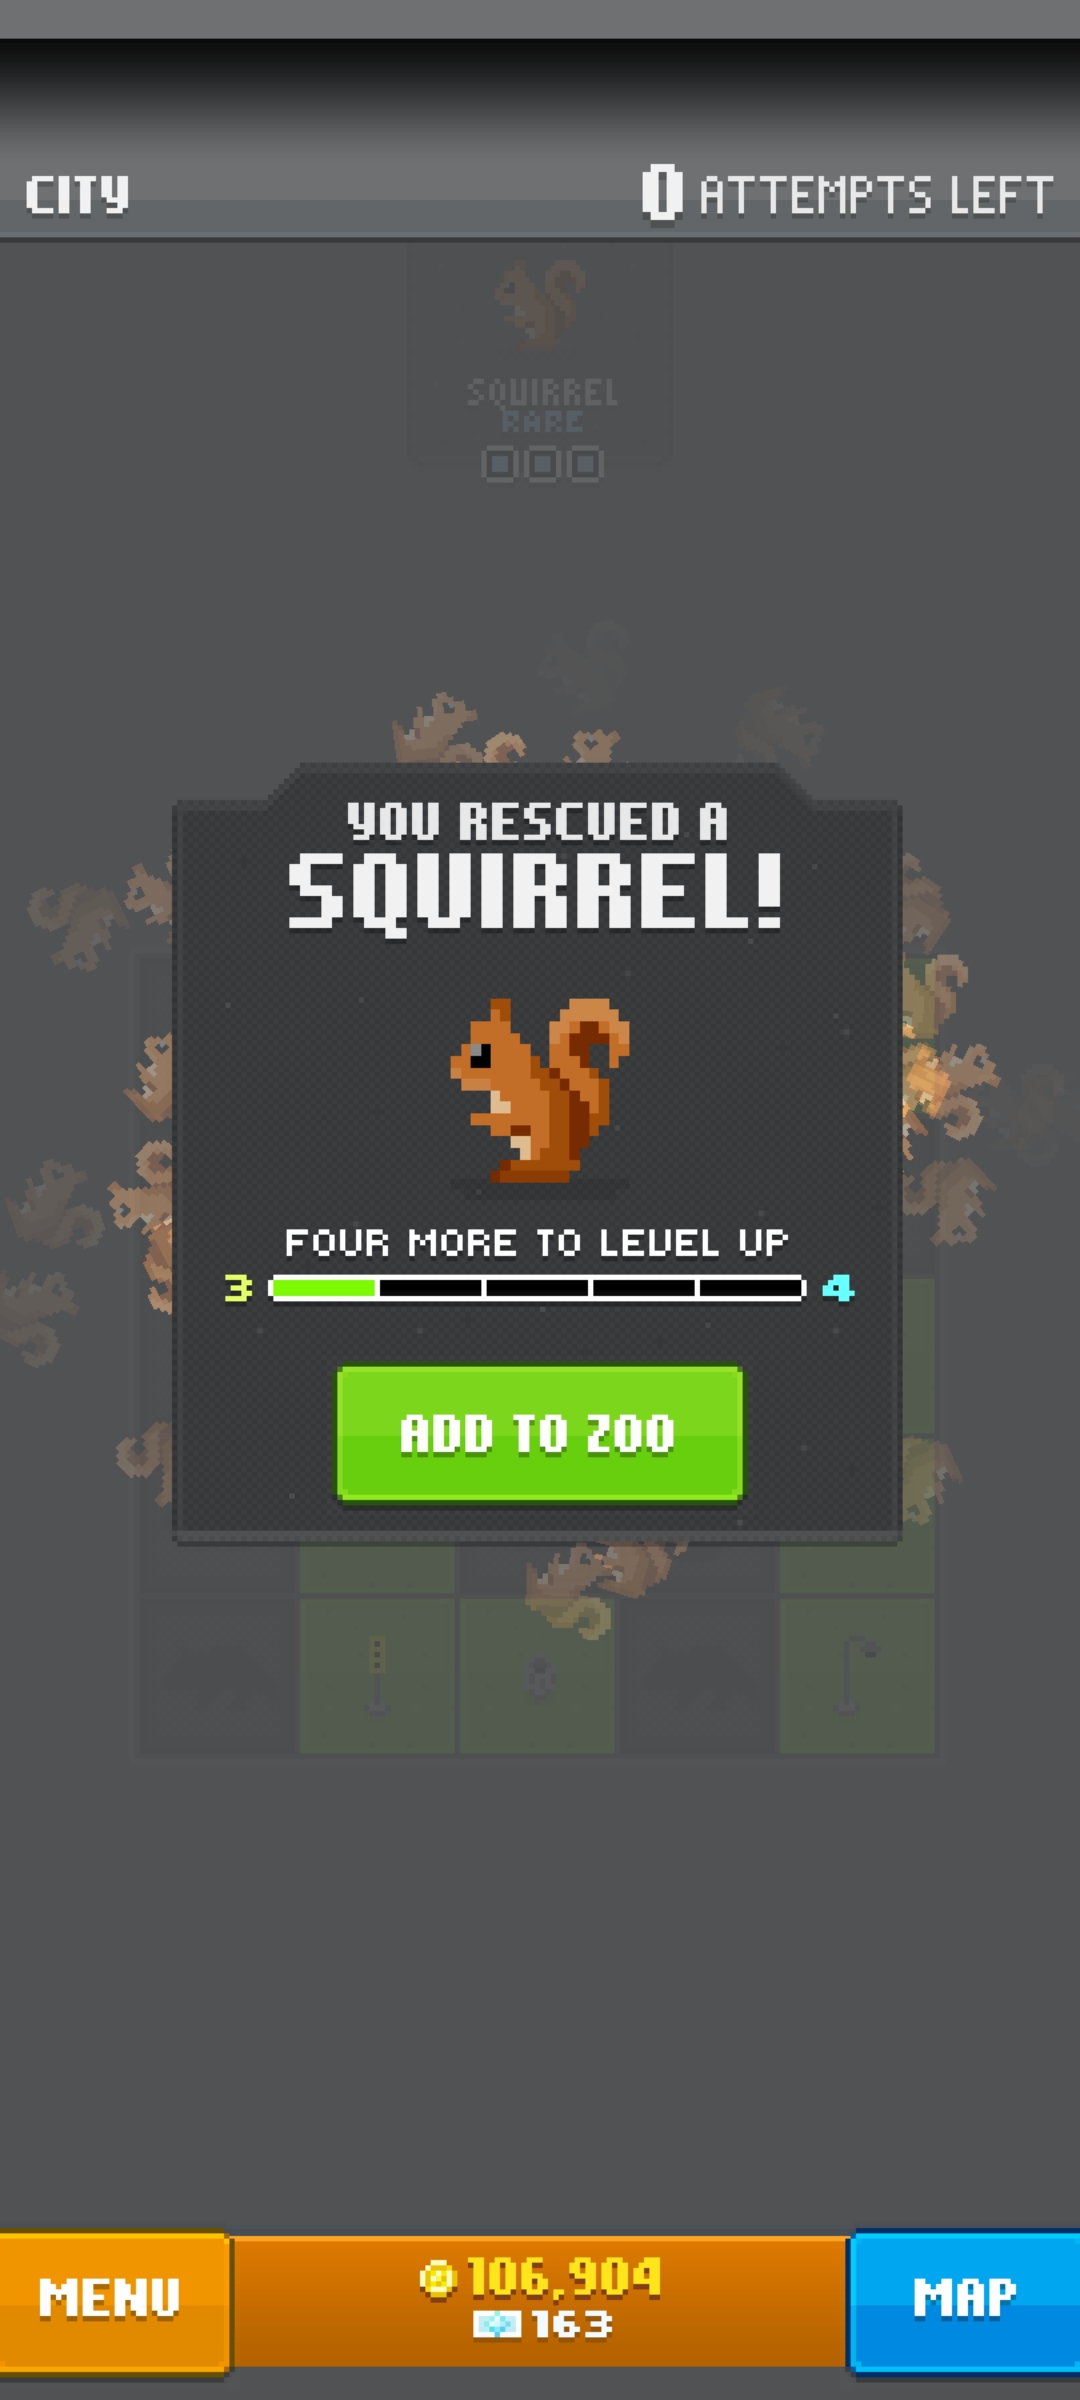 CITY
0 ATTEMPTS LEFT
SQUIRREL
RARE
YOU RESCUED A
SQUIRREL!
FOUR MORE TO LEVEL UP
3
4
ADD TO ZOO
MENU
106,904
163
MAP